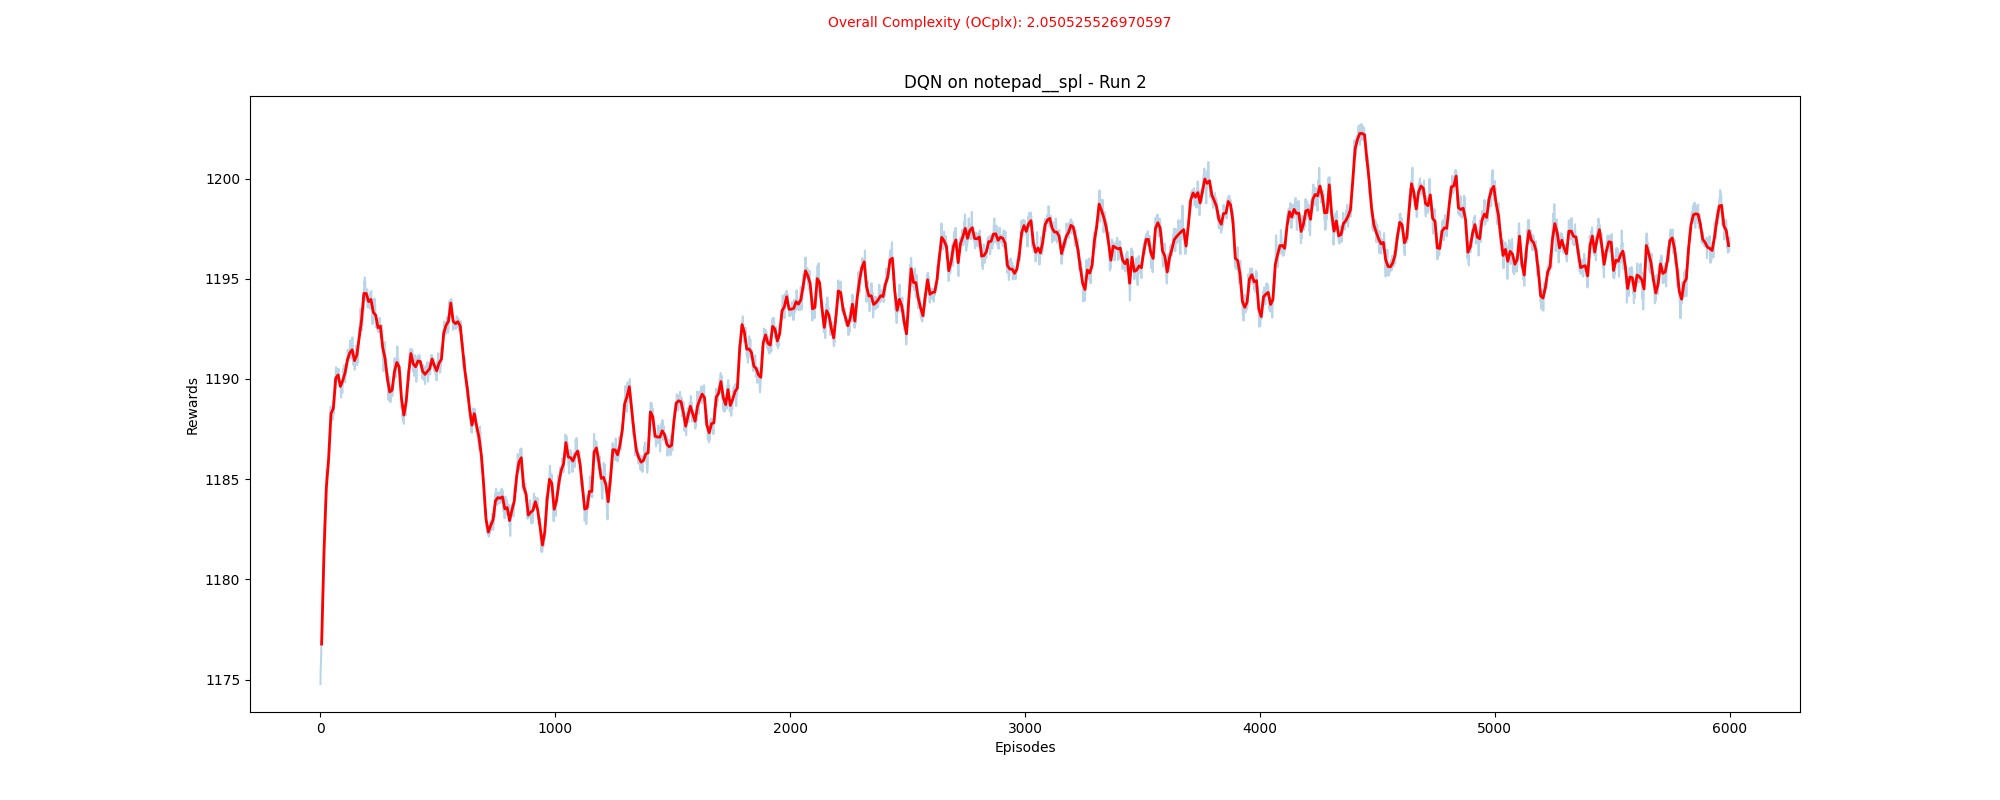 Overall Complexity (OCplx): 2.050525526970597
DQN on notepad__spl - Run 2
Rewards
1200
1195
1190
1185
1180
1175
0 1000 2000 3000 4000 5000 6000
Episodes